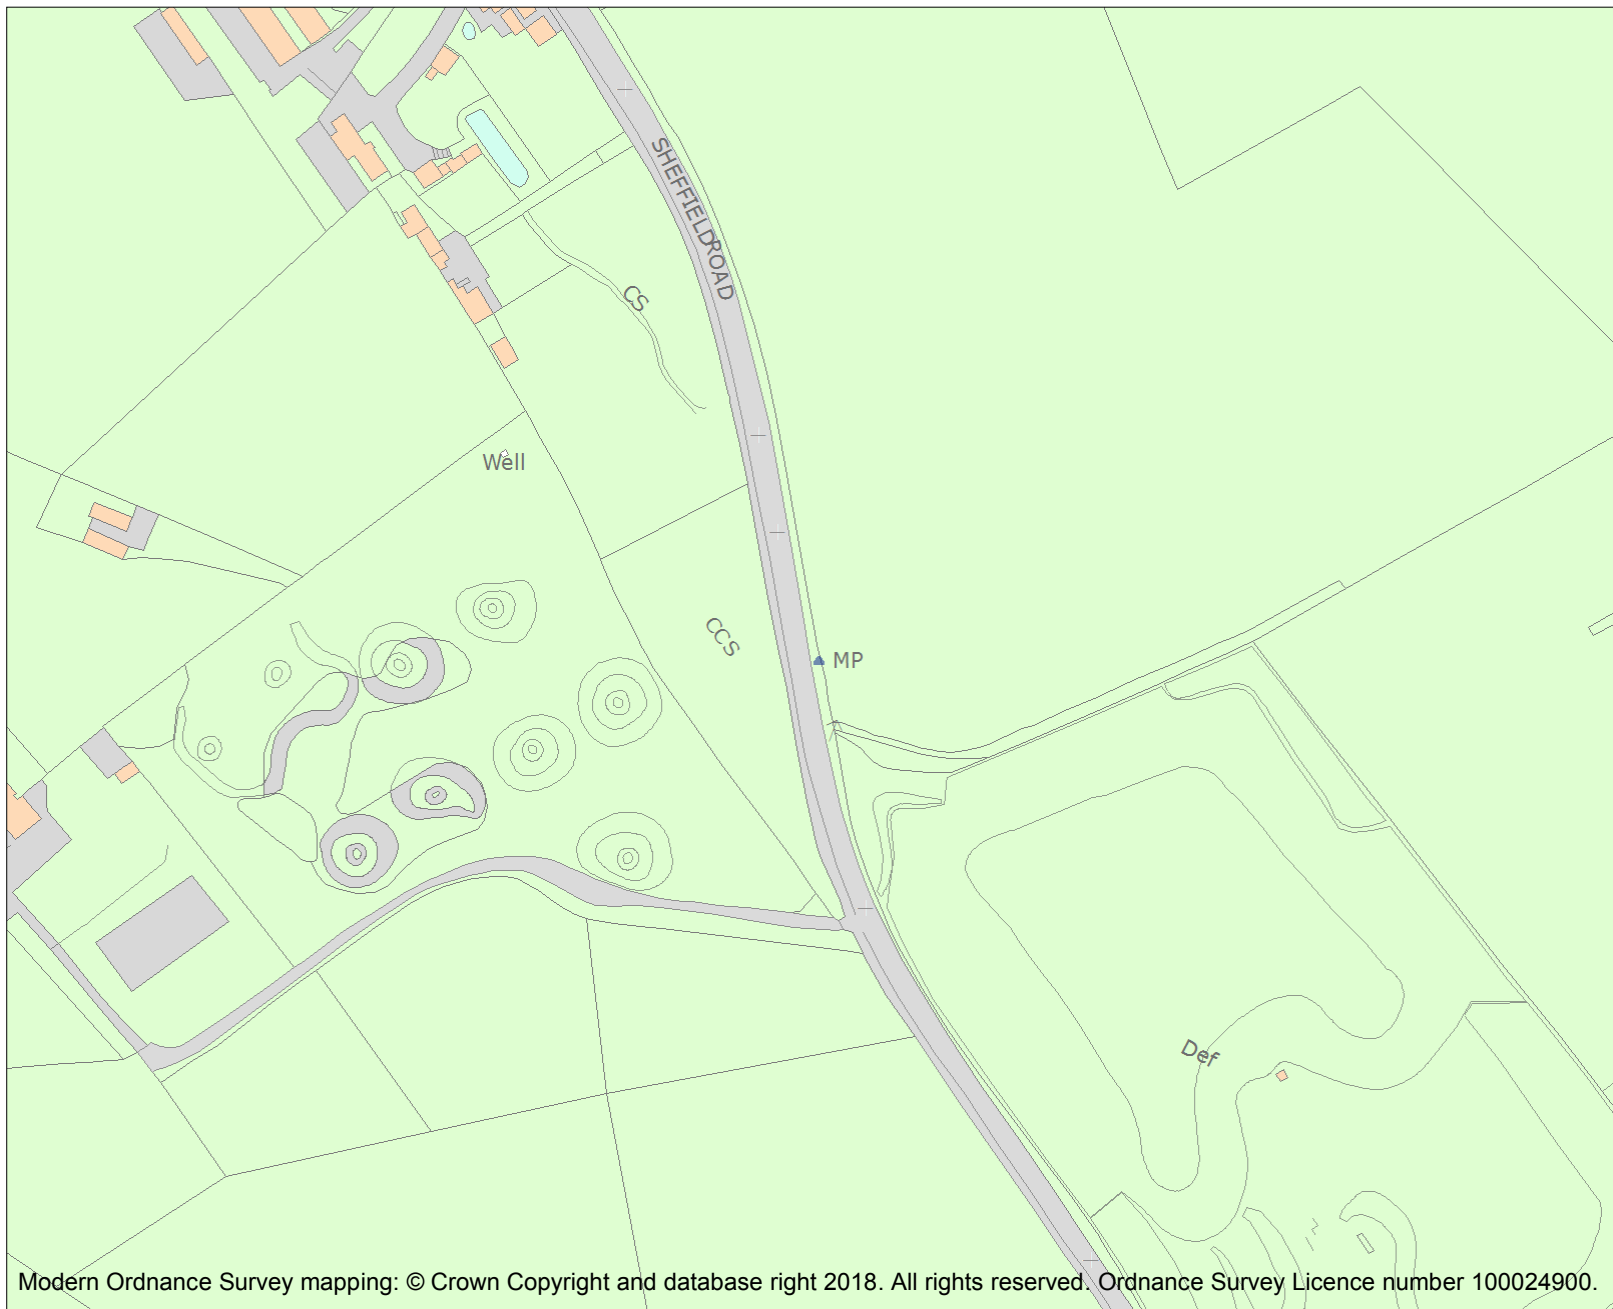 SHEFFIELD ROAD
CS
Well
CCS
MP
Def
Modern Ordnance Survey mapping: © Crown Copyright and database right 2018. All rights reserved. Ordnance Survey Licence number 100024900.